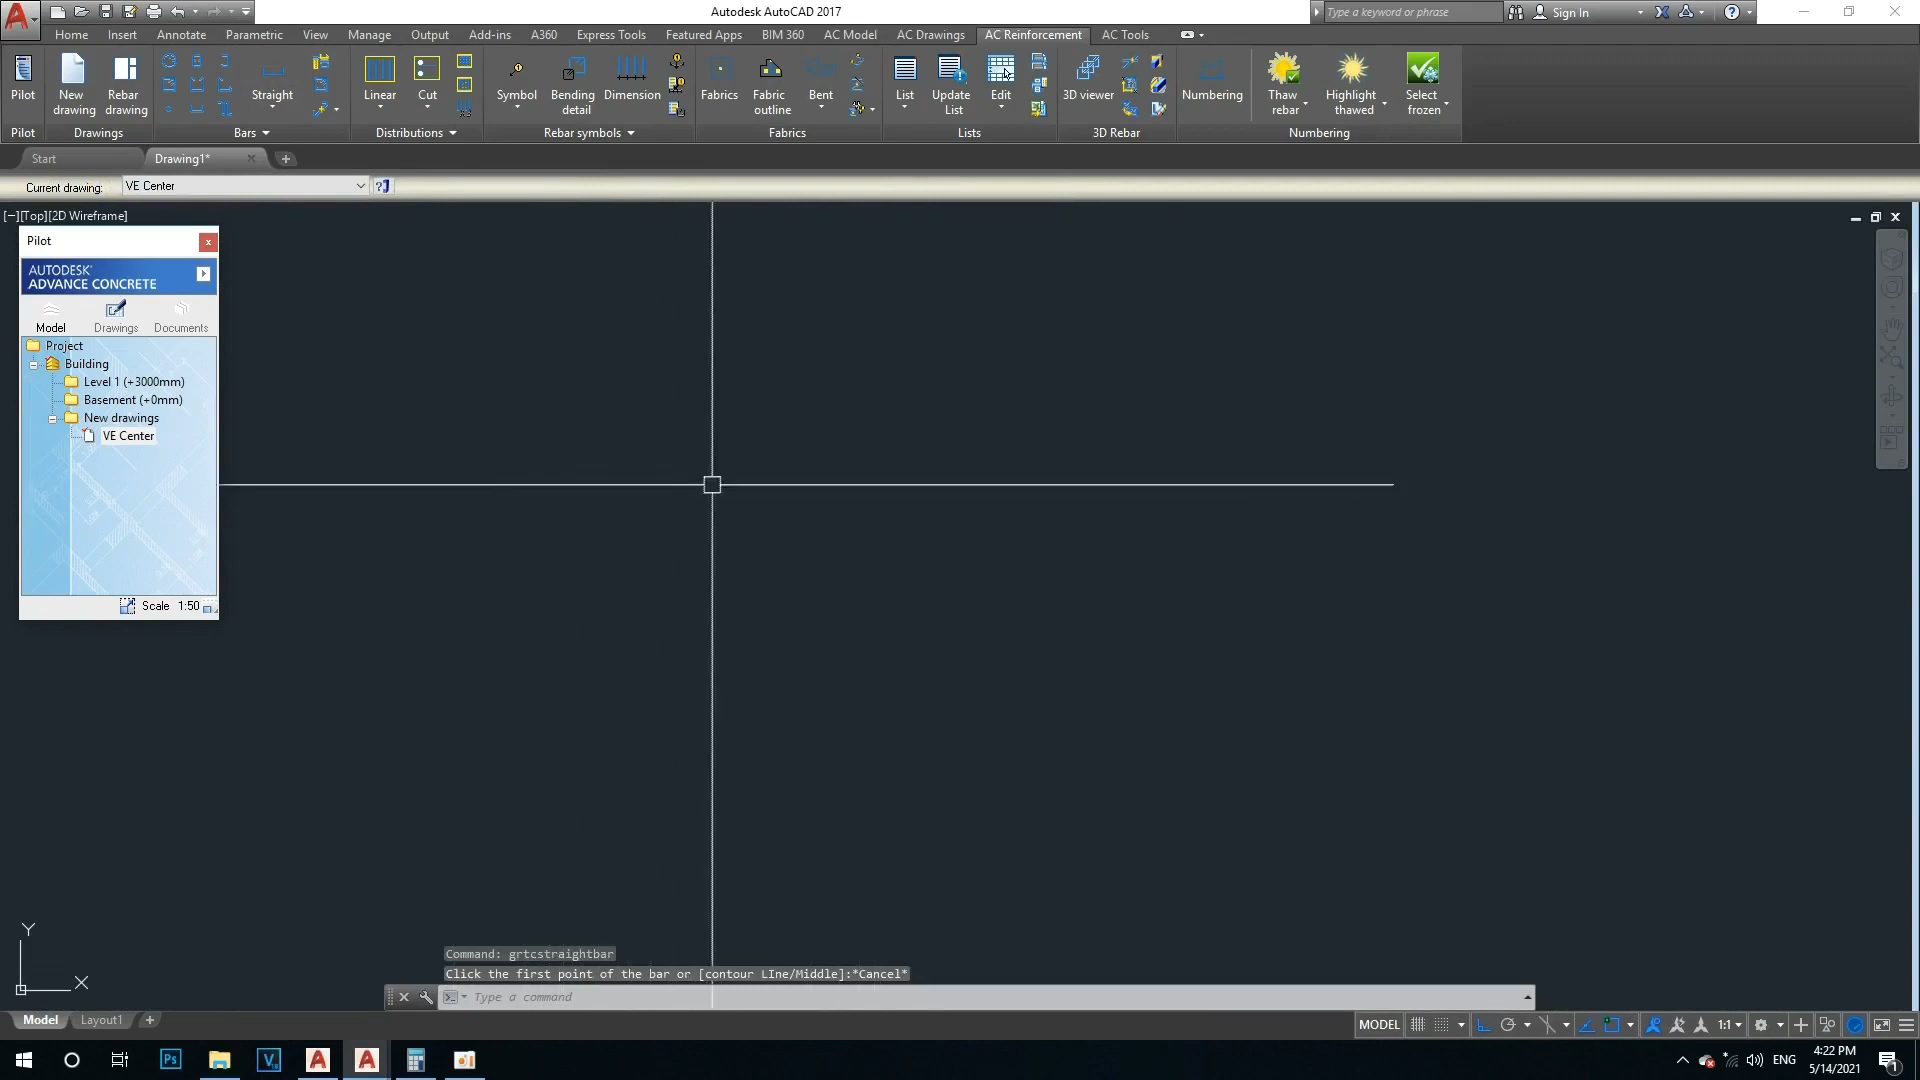 Autodesk AutoCAD 2017
Type a keyword or phrase
Sign In
Home Insert Annotate Parametric View Manage Output Add-ins A360 Express Tools Featured Apps BIM 360 AC Model AC Drawings AC Reinforcement AC Tools
Pilot
New drawing
Rebar drawing
Straight
Linear
Cut
Symbol
Bending detail
Dimension
Fabrics
Fabric outline
Bent
List
Update List
Edit
3D viewer
Numbering
Thaw rebar
Highlight thawed
Select frozen
Pilot Drawings Bars Distributions Rebar symbols Fabrics Lists 3D Rebar Numbering
Start Drawing1*
Current drawing: VE Center
[−][Top][2D Wireframe]
Pilot
AUTODESK®
ADVANCE CONCRETE
Model Drawings Documents
Project
Building
Level 1 (+3000mm)
Basement (+0mm)
New drawings
VE Center
Scale 1:50
Y
X
Command: grtcstraightbar
Click the first point of the bar or [contour LIne/Middle]:*Cancel*
Type a command
Model Layout1
MODEL 1:1
Ps
ENG
4:22 PM
5/14/2021
1